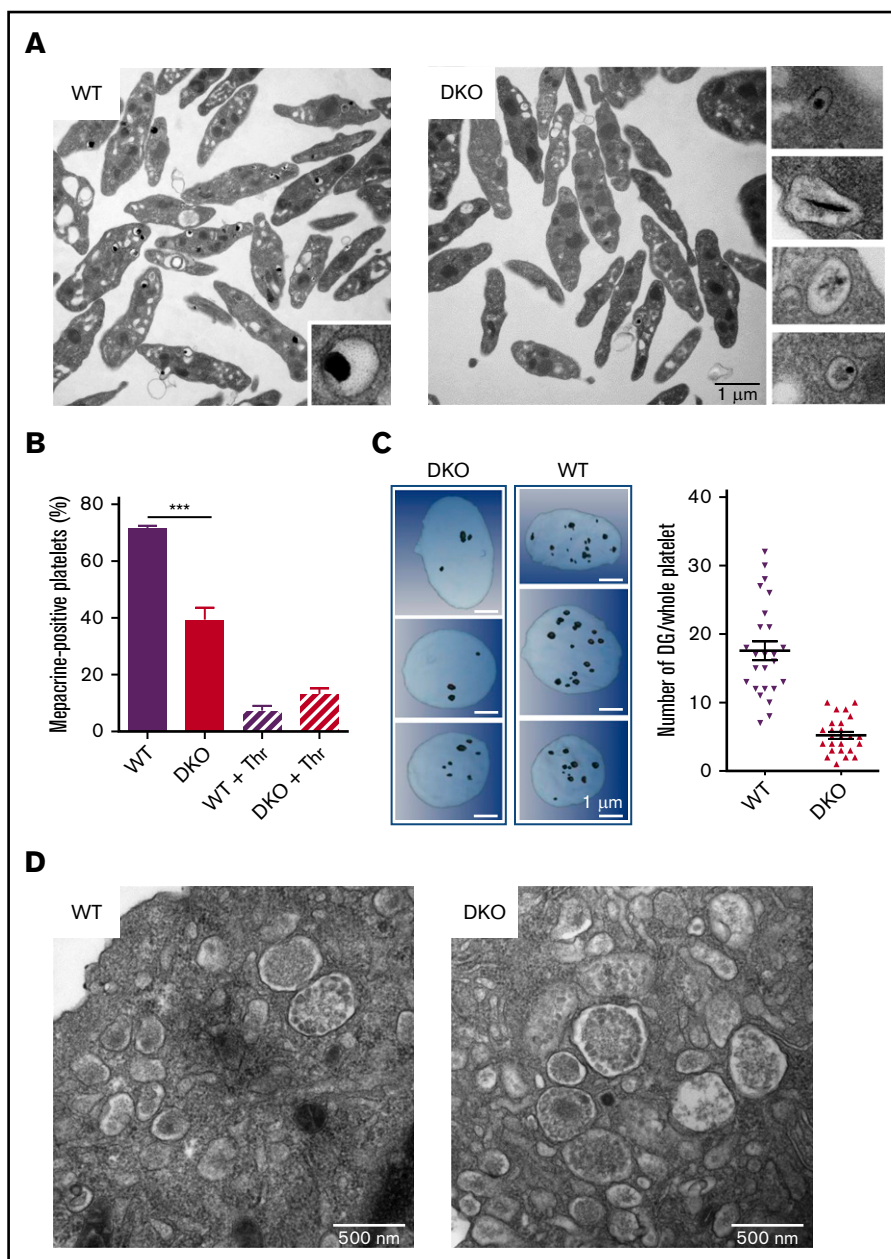 A
WT
DKO
1 μm
B
Mepacrine-positive platelets (%)
80
60
40
20
0
***
WT
DKO
WT + Thr
DKO + Thr
C
DKO
WT
1 μm
Number of DG/whole platelet
40
30
20
10
0
WT
DKO
D
WT
DKO
500 nm
500 nm